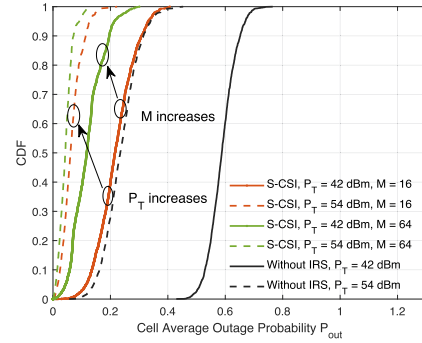 1
0.9
0.8
0.7
0.6
0.5
0.4
0.3
0.2
0.1
0
CDF
M increases
P_T increases
S-CSI, P_T = 42 dBm, M = 16
S-CSI, P_T = 54 dBm, M = 16
S-CSI, P_T = 42 dBm, M = 64
S-CSI, P_T = 54 dBm, M = 64
Without IRS, P_T = 42 dBm
Without IRS, P_T = 54 dBm
0 0.2 0.4 0.6 0.8 1 1.2
Cell Average Outage Probability P_out